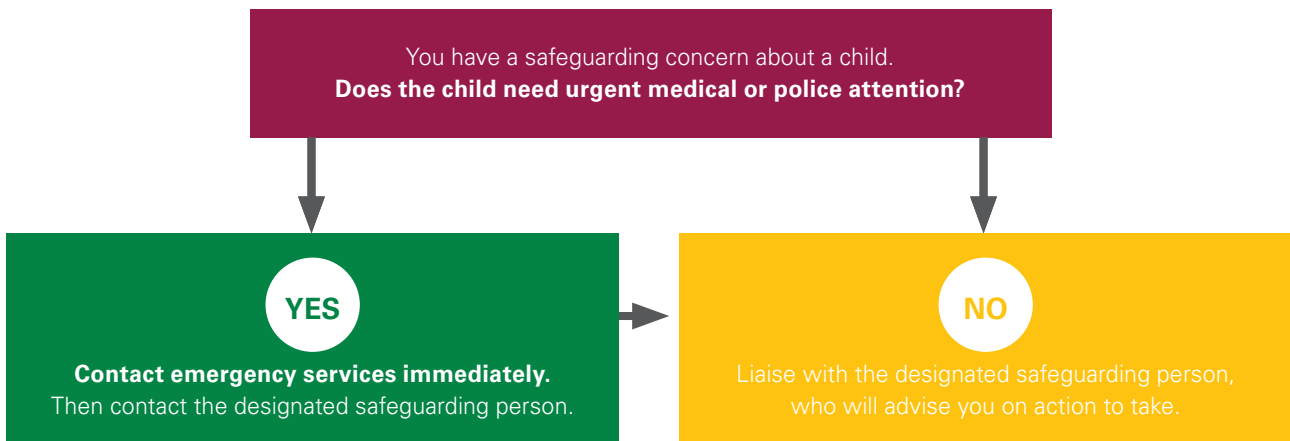 You have a safeguarding concern about a child.
Does the child need urgent medical or police attention?
YES
Contact emergency services immediately.
Then contact the designated safeguarding person.
NO
Liaise with the designated safeguarding person,
who will advise you on action to take.